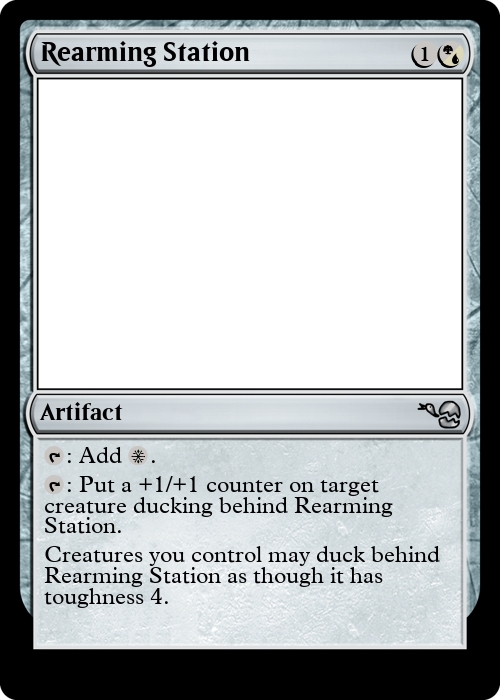 Rearming Station 1
Artifact
: Add .
: Put a +1/+1 counter on target
creature ducking behind Rearming
Station.
Creatures you control may duck behind
Rearming Station as though it has
toughness 4.